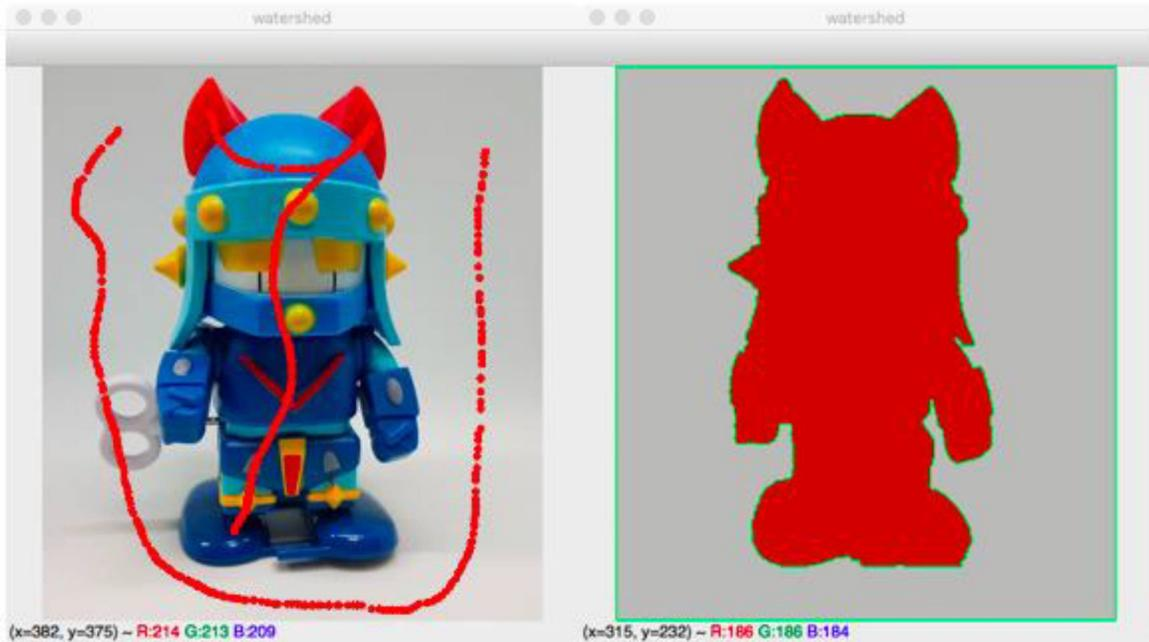 watershed
watershed
(x=382, y=375) ~ R:214 G:213 B:209
(x=315, y=232) ~ R:186 G:186 B:184